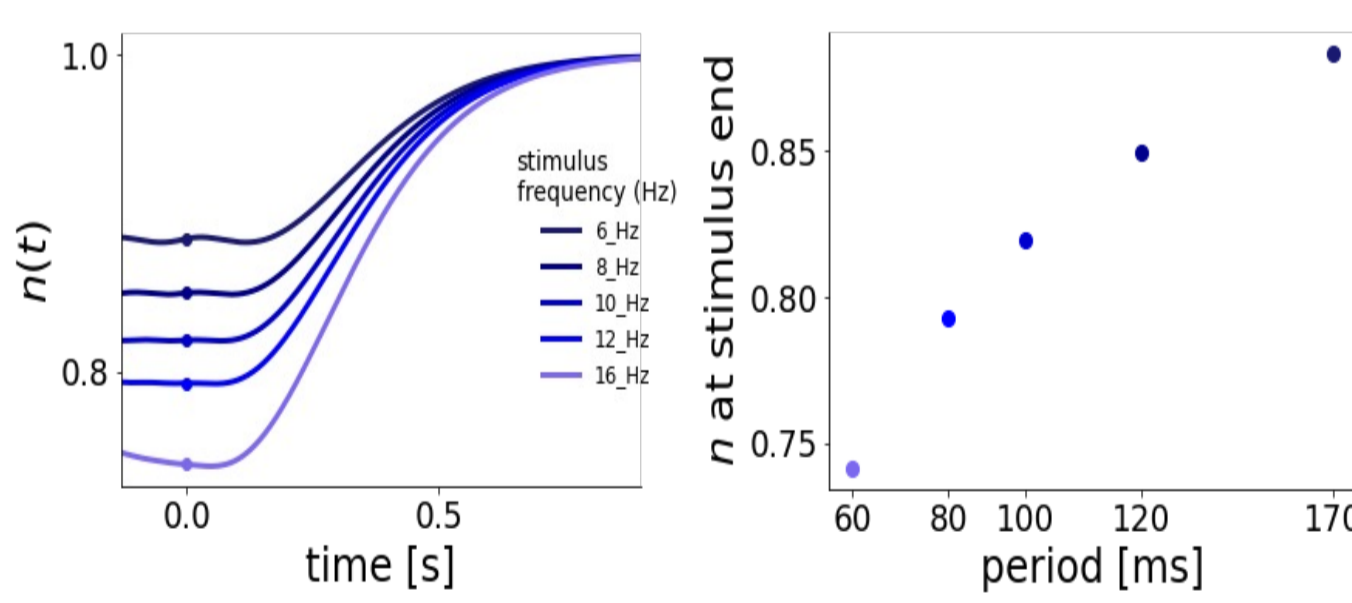 1.0
0.8
n(t)
0.0 0.5
time [s]
stimulus
frequency (Hz)
6_Hz
8_Hz
10_Hz
12_Hz
16_Hz
n at stimulus end
0.85
0.80
0.75
60 80 100 120 170
period [ms]